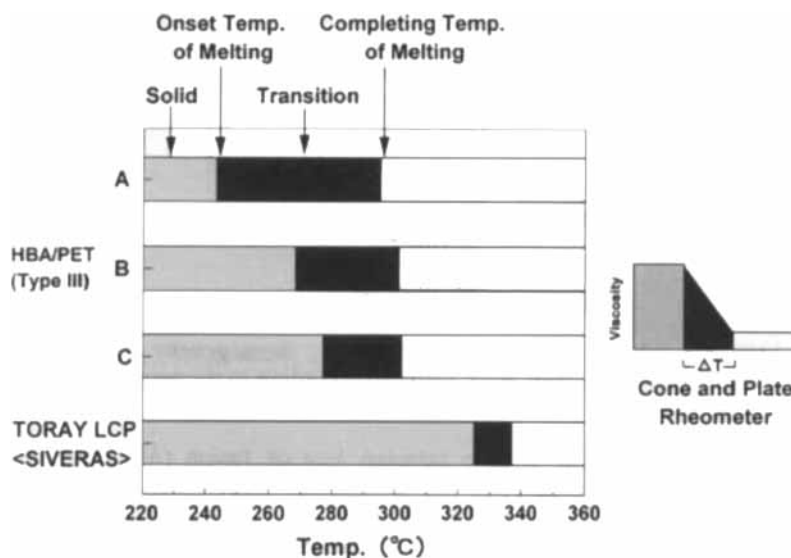 Onset Temp.
of Melting
Completing Temp.
of Melting
Solid
Transition
A
HBA/PET
(Type III)
B
C
TORAY LCP
<SIVERAS>
220 240 260 280 300 320 340 360
Temp. (°C)
Viscosity
ΔT
Cone and Plate
Rheometer